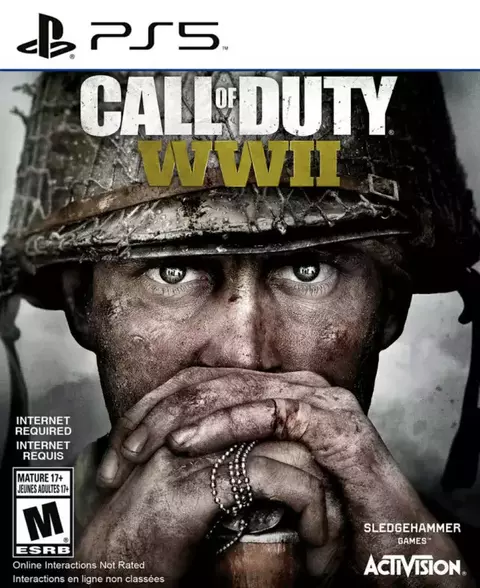 PS5
CALL OF DUTY
WWII
INTERNET
REQUIRED
INTERNET
REQUIS
MATURE 17+
JEUNES ADULTES 17+
M
ESRB
Online Interactions Not Rated
Interactions en ligne non classées
SLEDGEHAMMER
GAMES™
ACTIVISION®